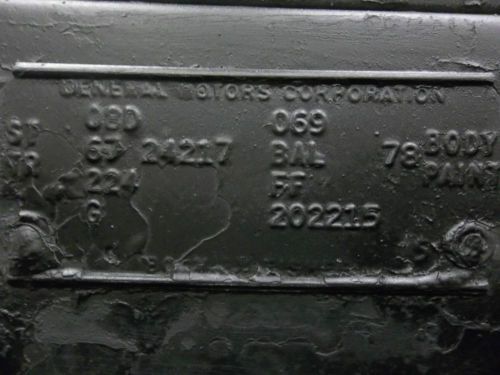 GENERAL MOTORS CORPORATION
08D 069
ST 67 24217 BAL 78 BODY
TR 224 FF PAINT
G 202215